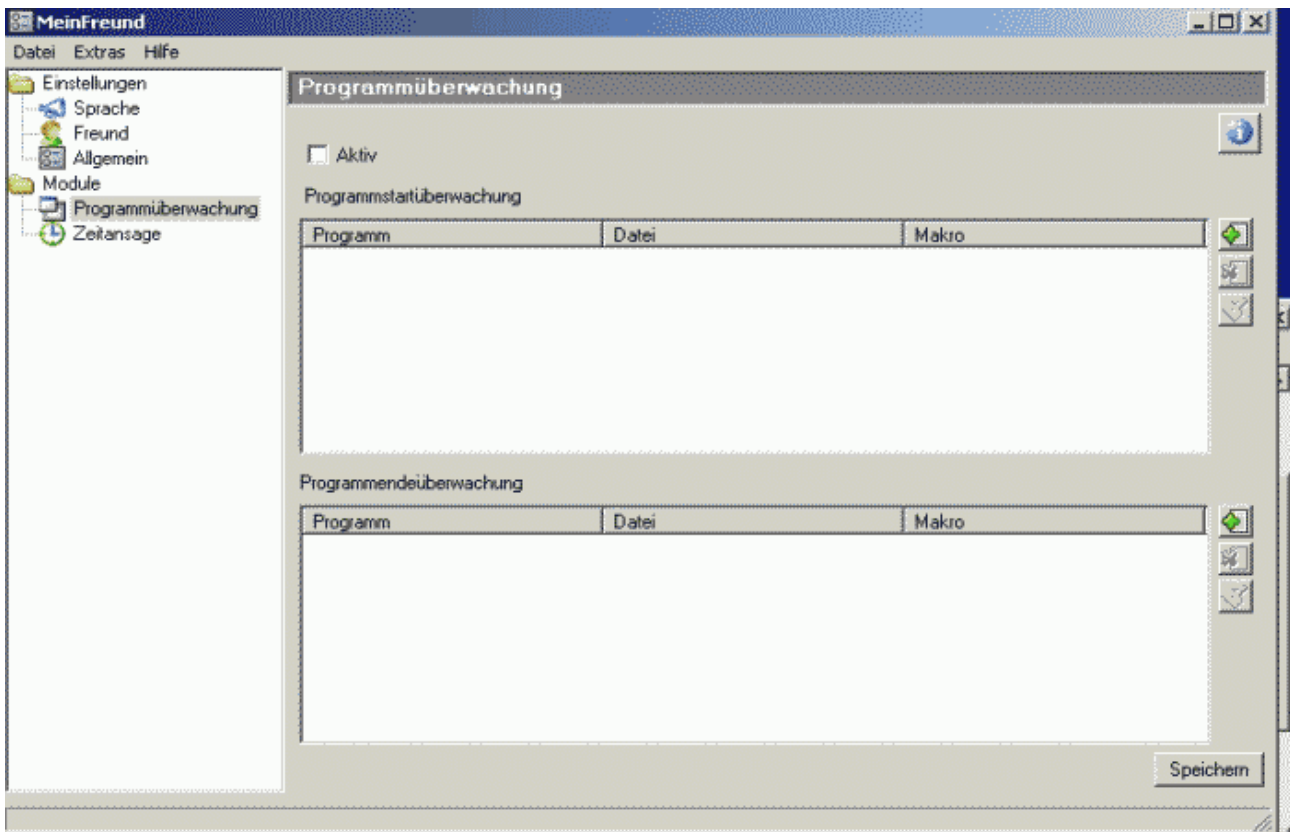 MeinFreund
Datei Extras Hilfe
Einstellungen
Sprache
Freund
Allgemein
Module
Programmüberwachung
Zeitansage
Programmüberwachung
Aktiv
Programmstartüberwachung
Programm Datei Makro
Programmendeüberwachung
Programm Datei Makro
Speichern